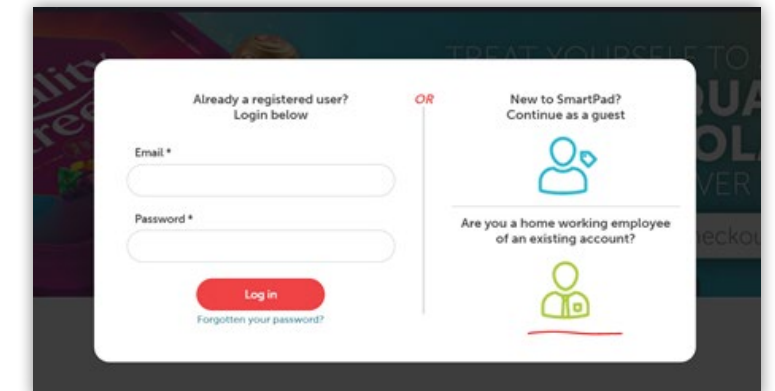 TREAT YOURSELF TO
Already a registered user?
Login below
Email *
Password *
Log in
Forgotten your password?
OR
New to SmartPad?
Continue as a guest
Are you a home working employee
of an existing account?